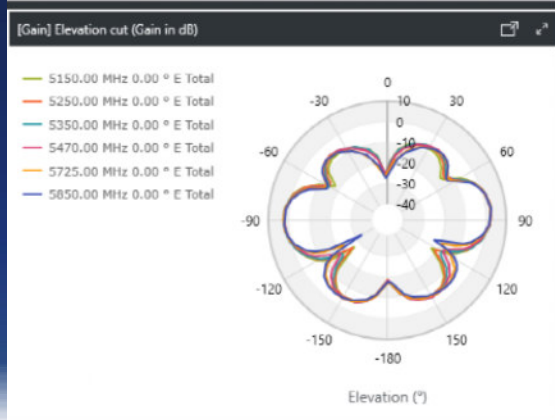 [Gain] Elevation cut (Gain in dB)
5150.00 MHz 0.00 ° E Total
5250.00 MHz 0.00 ° E Total
5350.00 MHz 0.00 ° E Total
5470.00 MHz 0.00 ° E Total
5725.00 MHz 0.00 ° E Total
5850.00 MHz 0.00 ° E Total
0
-30
10
30
0
-10
-60
-20
60
-30
-40
-90
90
-120
120
-150
150
-180
Elevation (°)